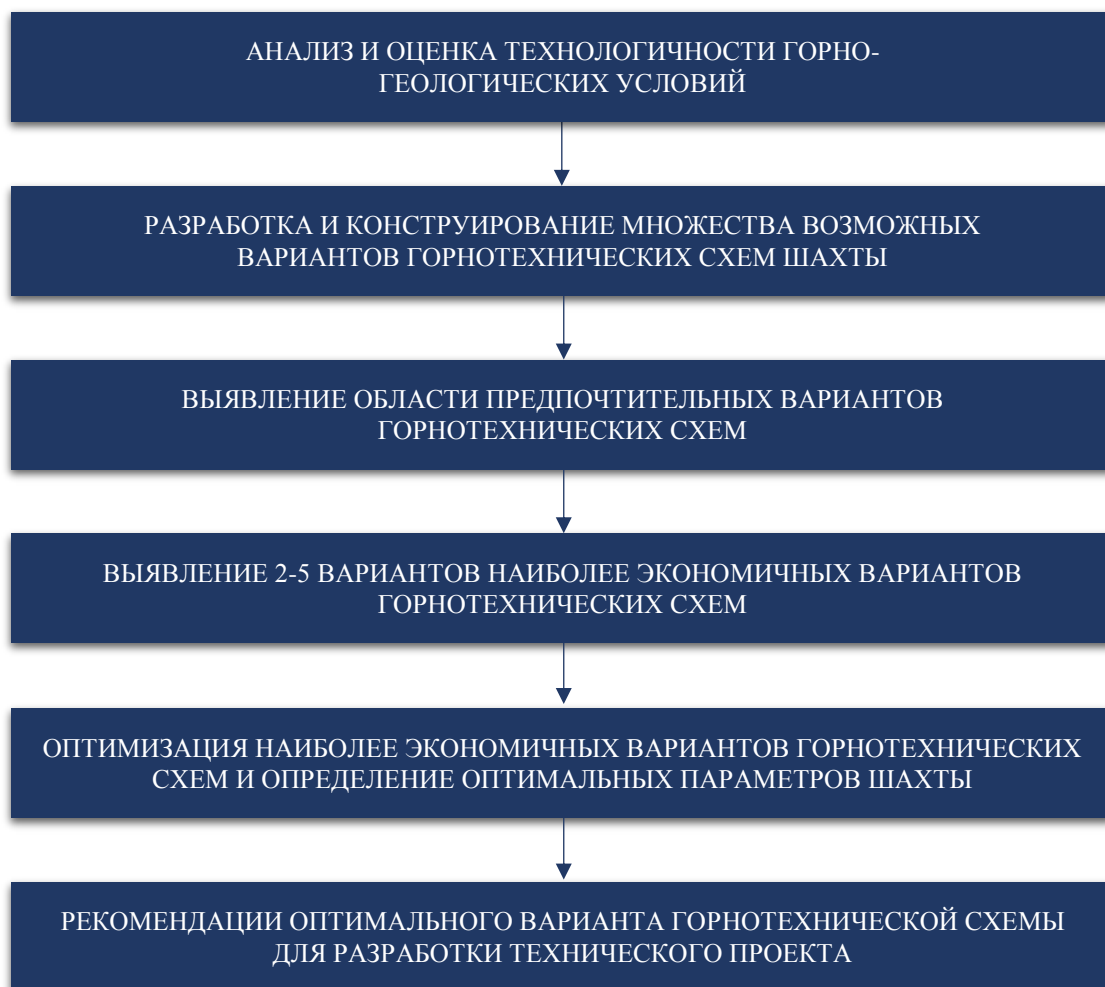 АНАЛИЗ И ОЦЕНКА ТЕХНОЛОГИЧНОСТИ ГОРНО-
ГЕОЛОГИЧЕСКИХ УСЛОВИЙ
РАЗРАБОТКА И КОНСТРУИРОВАНИЕ МНОЖЕСТВА ВОЗМОЖНЫХ
ВАРИАНТОВ ГОРНОТЕХНИЧЕСКИХ СХЕМ ШАХТЫ
ВЫЯВЛЕНИЕ ОБЛАСТИ ПРЕДПОЧТИТЕЛЬНЫХ ВАРИАНТОВ
ГОРНОТЕХНИЧЕСКИХ СХЕМ
ВЫЯВЛЕНИЕ 2-5 ВАРИАНТОВ НАИБОЛЕЕ ЭКОНОМИЧНЫХ ВАРИАНТОВ
ГОРНОТЕХНИЧЕСКИХ СХЕМ
ОПТИМИЗАЦИЯ НАИБОЛЕЕ ЭКОНОМИЧНЫХ ВАРИАНТОВ ГОРНОТЕХНИЧЕСКИХ
СХЕМ И ОПРЕДЕЛЕНИЕ ОПТИМАЛЬНЫХ ПАРАМЕТРОВ ШАХТЫ
РЕКОМЕНДАЦИИ ОПТИМАЛЬНОГО ВАРИАНТА ГОРНОТЕХНИЧЕСКОЙ СХЕМЫ
ДЛЯ РАЗРАБОТКИ ТЕХНИЧЕСКОГО ПРОЕКТА